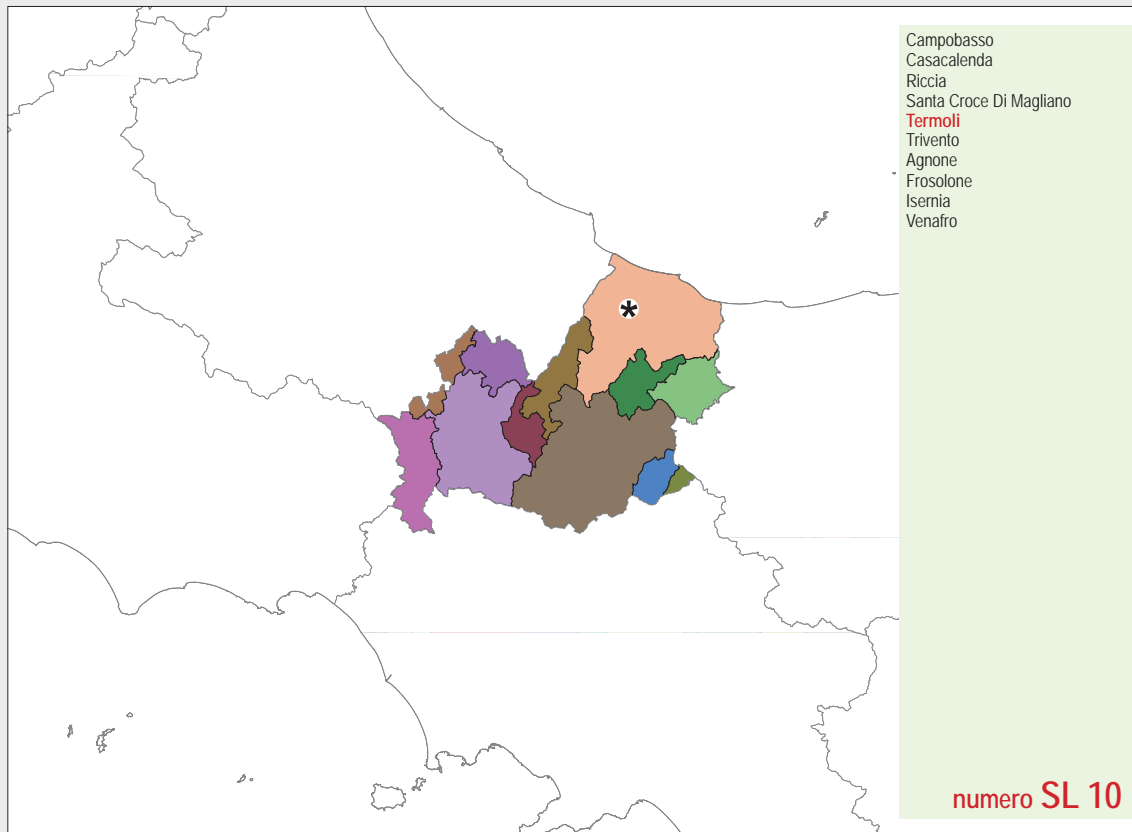 Campobasso
Casacalenda
Riccia
Santa Croce Di Magliano
Termoli
Trivento
Agnone
Frosolone
Isernia
Venafro
*
numero SL 10